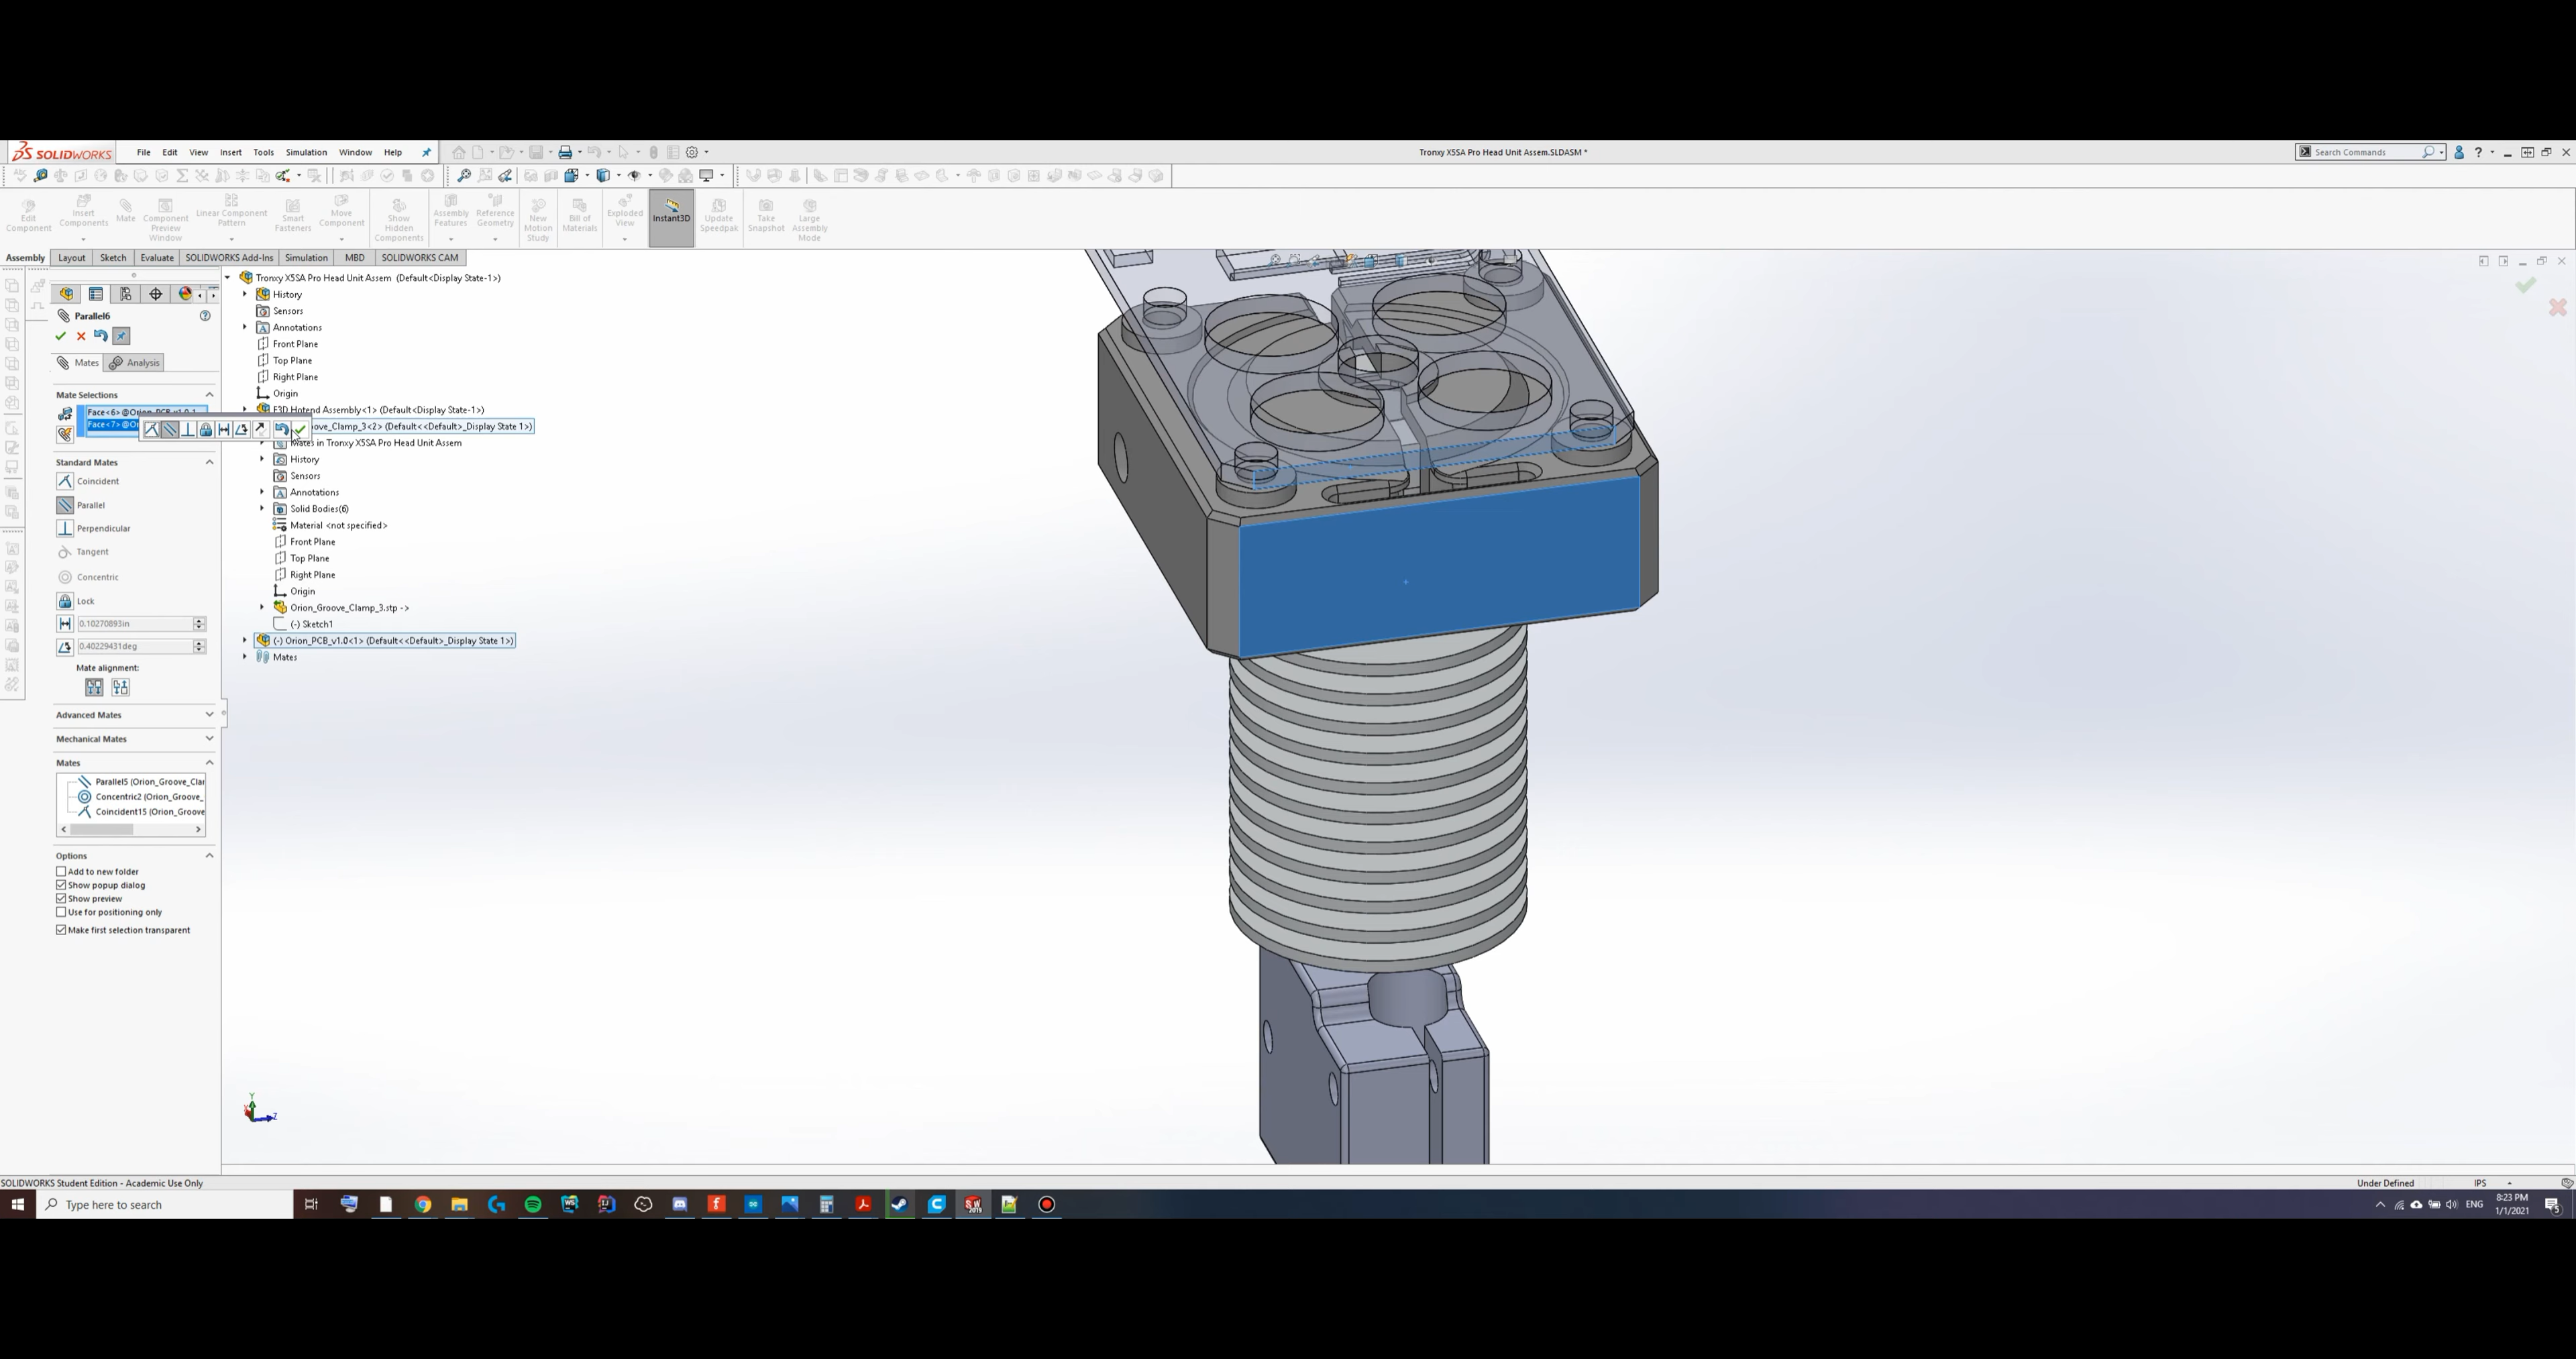 SOLIDWORKS File Edit View Insert Tools Simulation Window Help Tronxy X5SA Pro Head Unit Assem.SLDASM * Search Commands
Edit Component
Insert Components
Mate
Component Preview Window
Linear Component Pattern
Smart Fasteners
Move Component
Show Hidden Components
Assembly Features
Reference Geometry
New Motion Study
Bill of Materials
Exploded View
Instant3D
Update Speedpak
Take Snapshot
Large Assembly Mode
Assembly Layout Sketch Evaluate SOLIDWORKS Add-Ins Simulation MBD SOLIDWORKS CAM
Parallel6
Mates Analysis
Mate Selections
Face<6>@Orion_PCB_v1.0-1
Face<7>@Or
Standard Mates
Coincident
Parallel
Perpendicular
Tangent
Concentric
Lock
0.10270893in
0.40229431deg
Mate alignment:
Advanced Mates
Mechanical Mates
Mates
Parallel5 (Orion_Groove_Clar
Concentric2 (Orion_Groove_
Coincident15 (Orion_Groove
Options
Add to new folder
Show popup dialog
Show preview
Use for positioning only
Make first selection transparent
Tronxy X5SA Pro Head Unit Assem (Default<Display State-1>)
History
Sensors
Annotations
Front Plane
Top Plane
Right Plane
Origin
E3D Hotend Assembly<1> (Default<Display State-1>)
oove_Clamp_3<2> (Default<<Default>_Display State 1>)
Mates in Tronxy X5SA Pro Head Unit Assem
History
Sensors
Annotations
Solid Bodies(6)
Material <not specified>
Front Plane
Top Plane
Right Plane
Origin
Orion_Groove_Clamp_3.stp ->
(-) Sketch1
(-) Orion_PCB_v1.0<1> (Default<<Default>_Display State 1>)
Mates
Y
Z
SOLIDWORKS Student Edition - Academic Use Only
Under Defined IPS
Type here to search
ENG
8:23 PM
1/1/2021